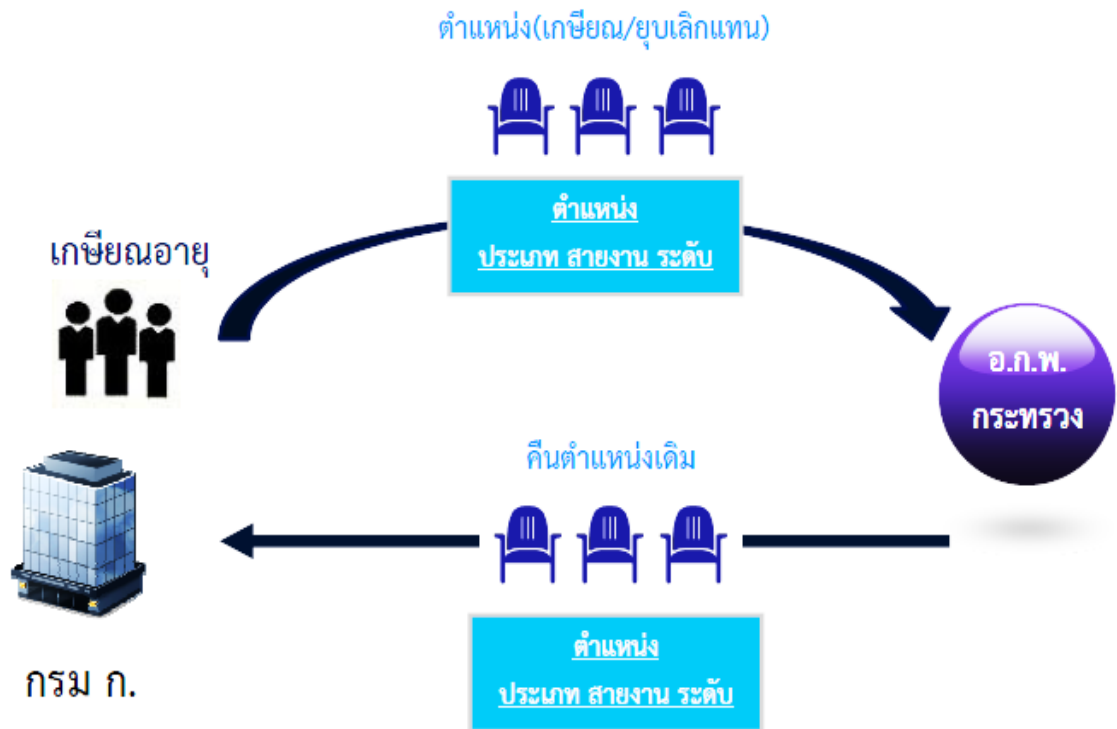 ตำแหน่ง(เกษียณ/ยุบเลิกแทน)
ตำแหน่ง
ประเภท สายงาน ระดับ
เกษียณอายุ
อ.ก.พ.
กระทรวง
คืนตำแหน่งเดิม
ตำแหน่ง
ประเภท สายงาน ระดับ
กรม ก.